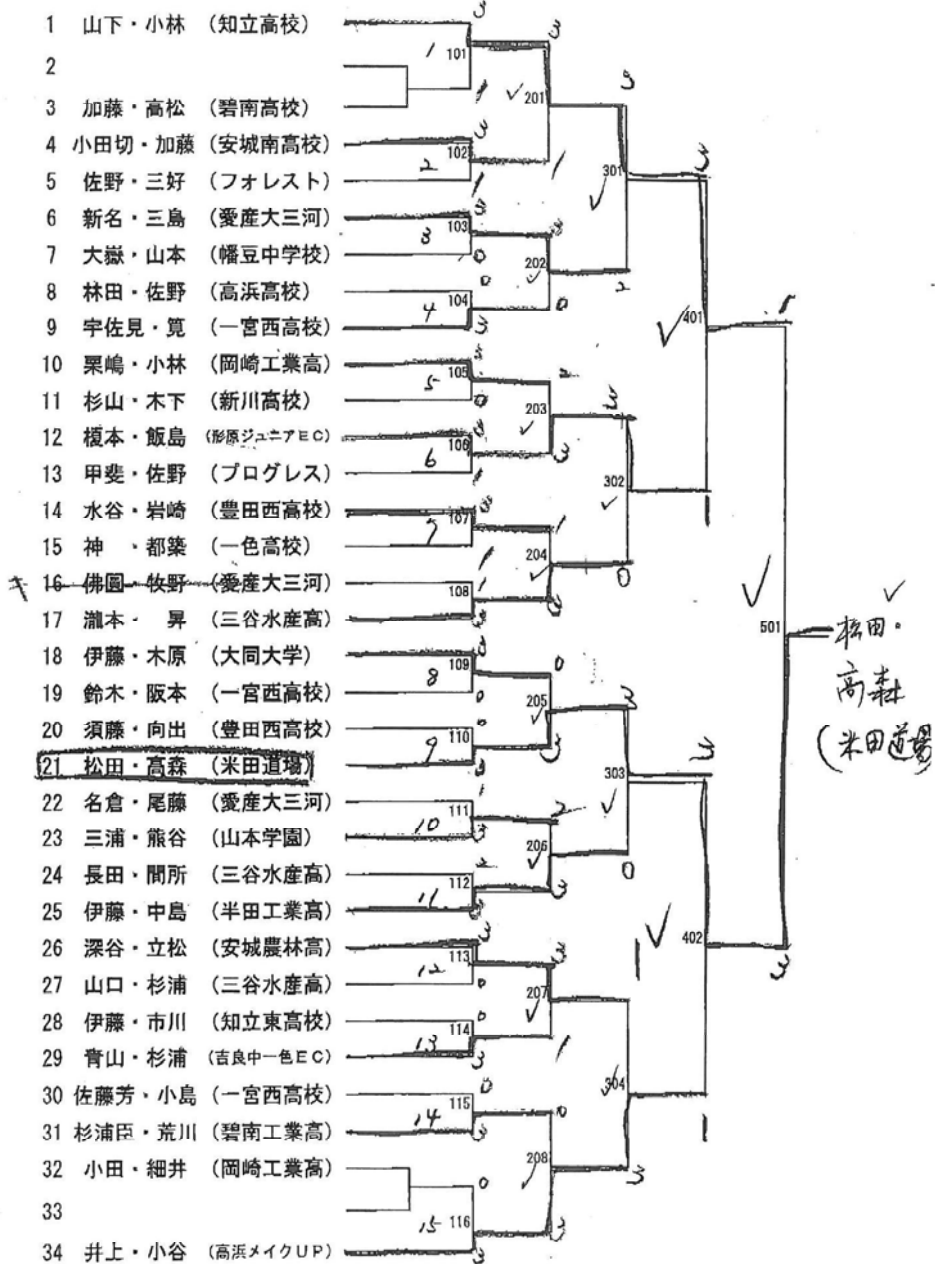 1 山下・小林 (知立高校)
2
3 加藤・高松 (碧南高校)
4 小田切・加藤 (安城南高校)
5 佐野・三好 (フォレスト)
6 新名・三島 (愛産大三河)
7 大嶽・山本 (幡豆中学校)
8 林田・佐野 (高浜高校)
9 宇佐見・筧 (一宮西高校)
10 栗嶋・小林 (岡崎工業高)
11 杉山・木下 (新川高校)
12 榎本・飯島 (形原ジュニアEC)
13 甲斐・佐野 (プログレス)
14 水谷・岩崎 (豊田西高校)
15 神 ・都築 (一色高校)
16 佛圓・牧野 (愛産大三河)
17 瀧本・ 昇 (三谷水産高)
18 伊藤・木原 (大同大学)
19 鈴木・阪本 (一宮西高校)
20 須藤・向出 (豊田西高校)
21 松田・高森 (米田道場)
22 名倉・尾藤 (愛産大三河)
23 三浦・熊谷 (山本学園)
24 長田・間所 (三谷水産高)
25 伊藤・中島 (半田工業高)
26 深谷・立松 (安城農林高)
27 山口・杉浦 (三谷水産高)
28 伊藤・市川 (知立東高校)
29 青山・杉浦 (吉良中一色EC)
30 佐藤芳・小島 (一宮西高校)
31 杉浦臣・荒川 (碧南工業高)
32 小田・細井 (岡崎工業高)
33
34 井上・小谷 (高浜メイクUP)
101
102
103
104
105
106
107
108
109
110
111
112
113
114
115
116
201
202
203
204
205
206
207
208
301
302
303
304
401
402
501
松田・
高森
(米田道場)